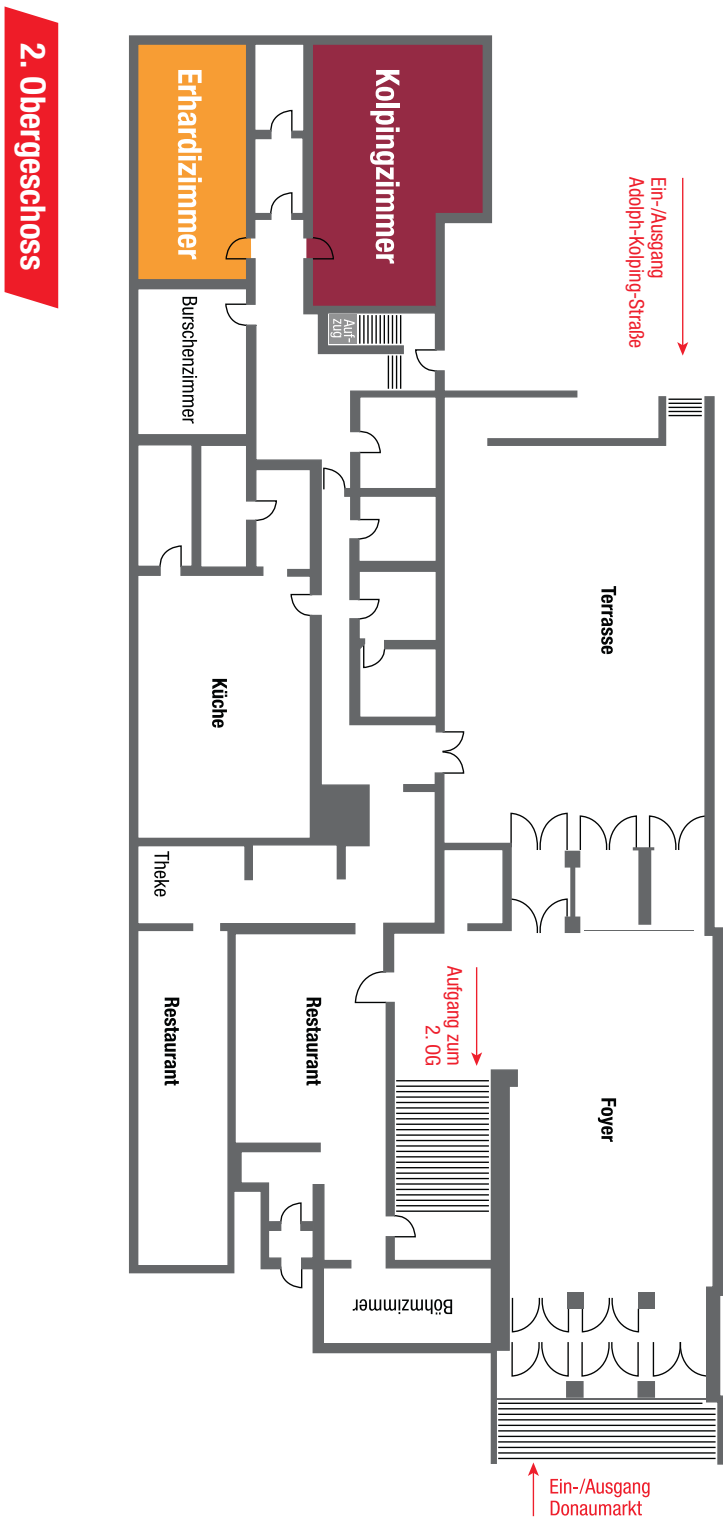 2. Obergeschoss
Erhardizimmer
Kolpingzimmer
Ein-/Ausgang
Adolph-Kolping-Straße
Burschenzimmer
Auf-
zug
Terrasse
Küche
Theke
Restaurant
Restaurant
Aufgang zum
2. OG
Foyer
Böhmzimmer
Ein-/Ausgang
Donaumarkt